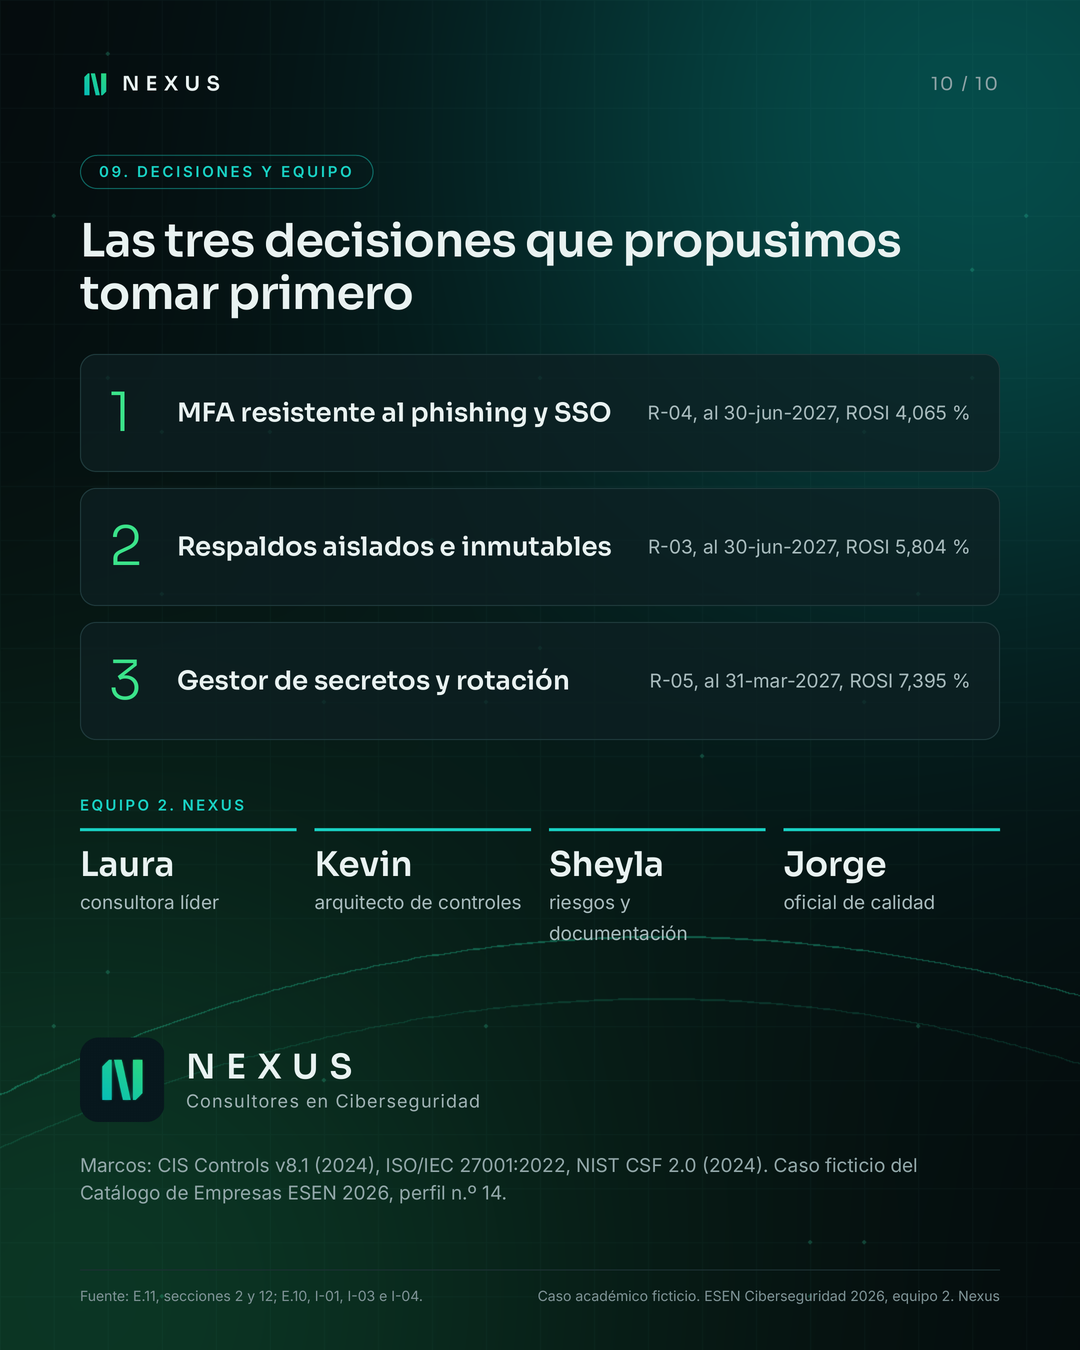 NEXUS
10 / 10
09. DECISIONES Y EQUIPO
Las tres decisiones que propusimos
tomar primero
1
MFA resistente al phishing y SSO
R-04, al 30-jun-2027, ROSI 4,065 %
2
Respaldos aislados e inmutables
R-03, al 30-jun-2027, ROSI 5,804 %
3
Gestor de secretos y rotación
R-05, al 31-mar-2027, ROSI 7,395 %
EQUIPO 2. NEXUS
Laura
consultora líder
Kevin
arquitecto de controles
Sheyla
riesgos y
documentación
Jorge
oficial de calidad
NEXUS
Consultores en Ciberseguridad
Marcos: CIS Controls v8.1 (2024), ISO/IEC 27001:2022, NIST CSF 2.0 (2024). Caso ficticio del
Catálogo de Empresas ESEN 2026, perfil n.º 14.
Fuente: E.11, secciones 2 y 12; E.10, I-01, I-03 e I-04.
Caso académico ficticio. ESEN Ciberseguridad 2026, equipo 2. Nexus